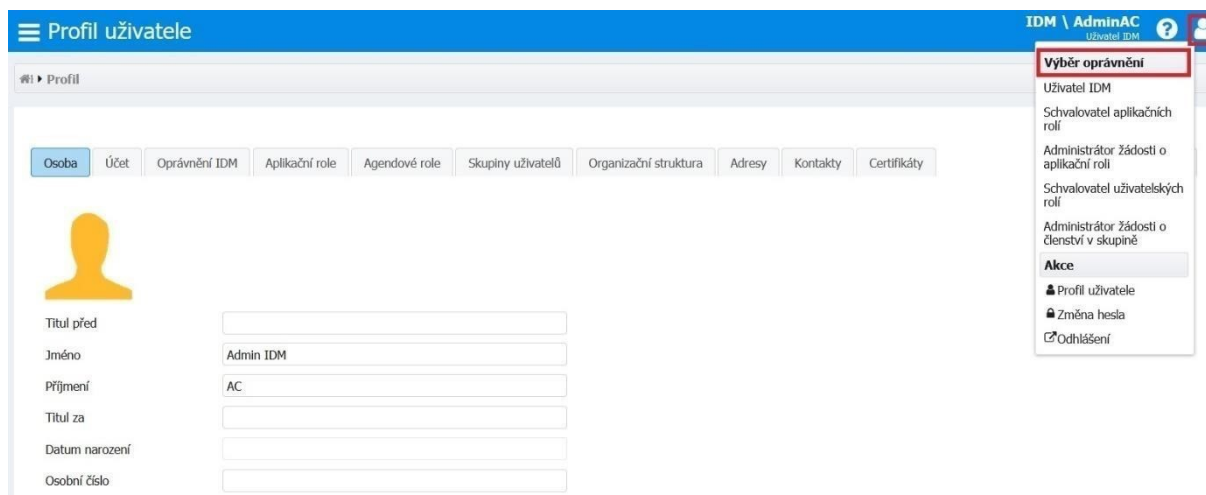 Profil uživatele
IDM \ AdminAC
Uživatel IDM
Profil
Výběr oprávnění
Uživatel IDM
Schvalovatel aplikačních
rolí
Administrátor žádosti o
aplikační roli
Schvalovatel uživatelských
rolí
Administrátor žádosti o
členství v skupině
Akce
Profil uživatele
Změna hesla
Odhlášení
Osoba Účet Oprávnění IDM Aplikační role Agendové role Skupiny uživatelů Organizační struktura Adresy Kontakty Certifikáty
Titul před
Jméno Admin IDM
Příjmení AC
Titul za
Datum narození
Osobní číslo